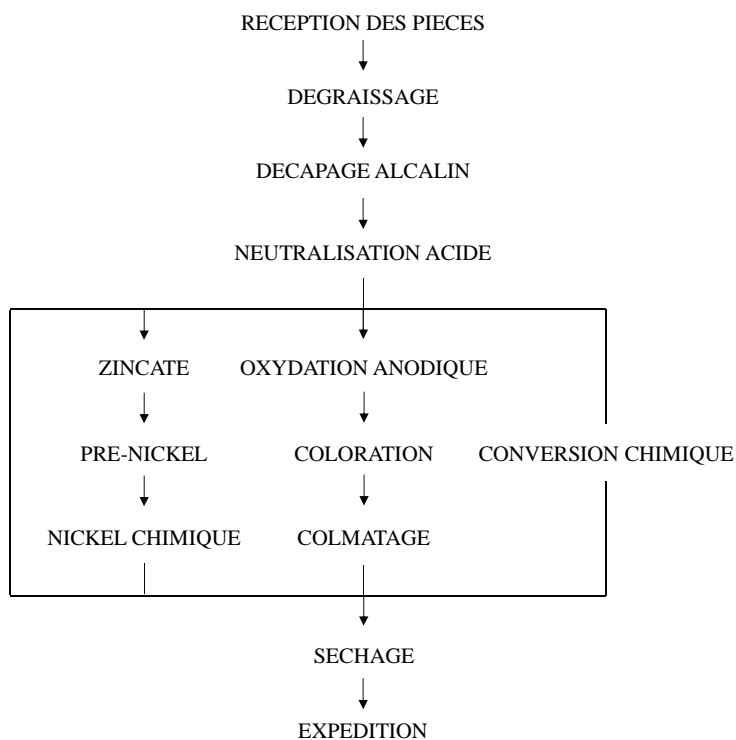 RECEPTION DES PIECES
DEGRAISSAGE
DECAPAGE ALCALIN
NEUTRALISATION ACIDE
ZINCATE OXYDATION ANODIQUE
PRE-NICKEL COLORATION CONVERSION CHIMIQUE
NICKEL CHIMIQUE COLMATAGE
SECHAGE
EXPEDITION